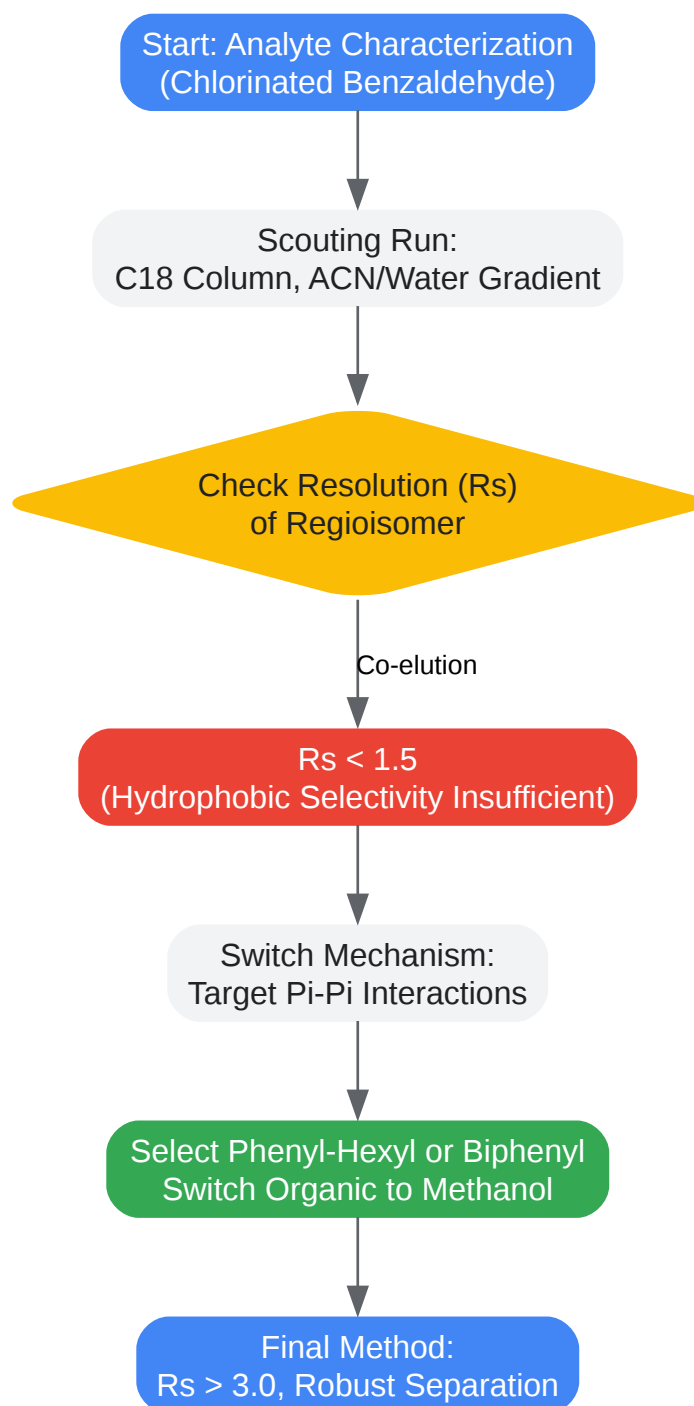 Start: Analyte Characterization
(Chlorinated Benzaldehyde)
Scouting Run:
C18 Column, ACN/Water Gradient
Check Resolution (Rs)
of Regioisomer
Co-elution
Rs < 1.5
(Hydrophobic Selectivity Insufficient)
Switch Mechanism:
Target Pi-Pi Interactions
Select Phenyl-Hexyl or Biphenyl
Switch Organic to Methanol
Final Method:
Rs > 3.0, Robust Separation